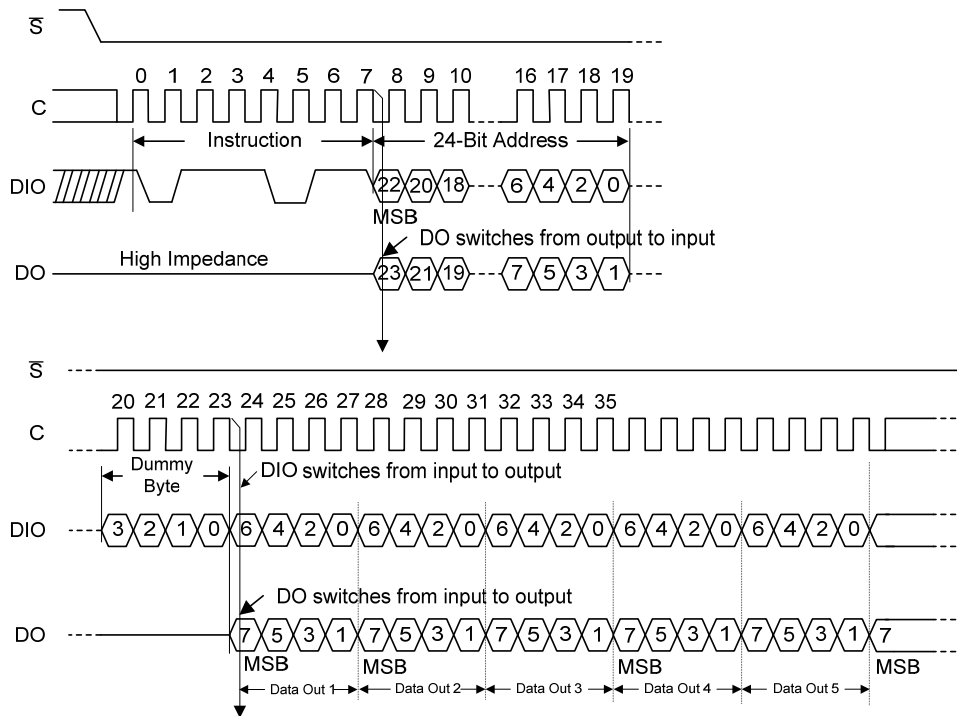 S
0 1 2 3 4 5 6 7 8 9 10 16 17 18 19
C
Instruction 24-Bit Address
DIO 22 20 18 6 4 2 0
MSB
DO switches from output to input
High Impedance
DO 23 21 19 7 5 3 1
S
20 21 22 23 24 25 26 27 28 29 30 31 32 33 34 35
C
Dummy
Byte
DIO switches from input to output
DIO 3 2 1 0 6 4 2 0 6 4 2 0 6 4 2 0 6 4 2 0 6 4 2 0
DO switches from input to output
DO 7 5 3 1 7 5 3 1 7 5 3 1 7 5 3 1 7 5 3 1 7
MSB MSB MSB MSB
Data Out 1 Data Out 2 Data Out 3 Data Out 4 Data Out 5